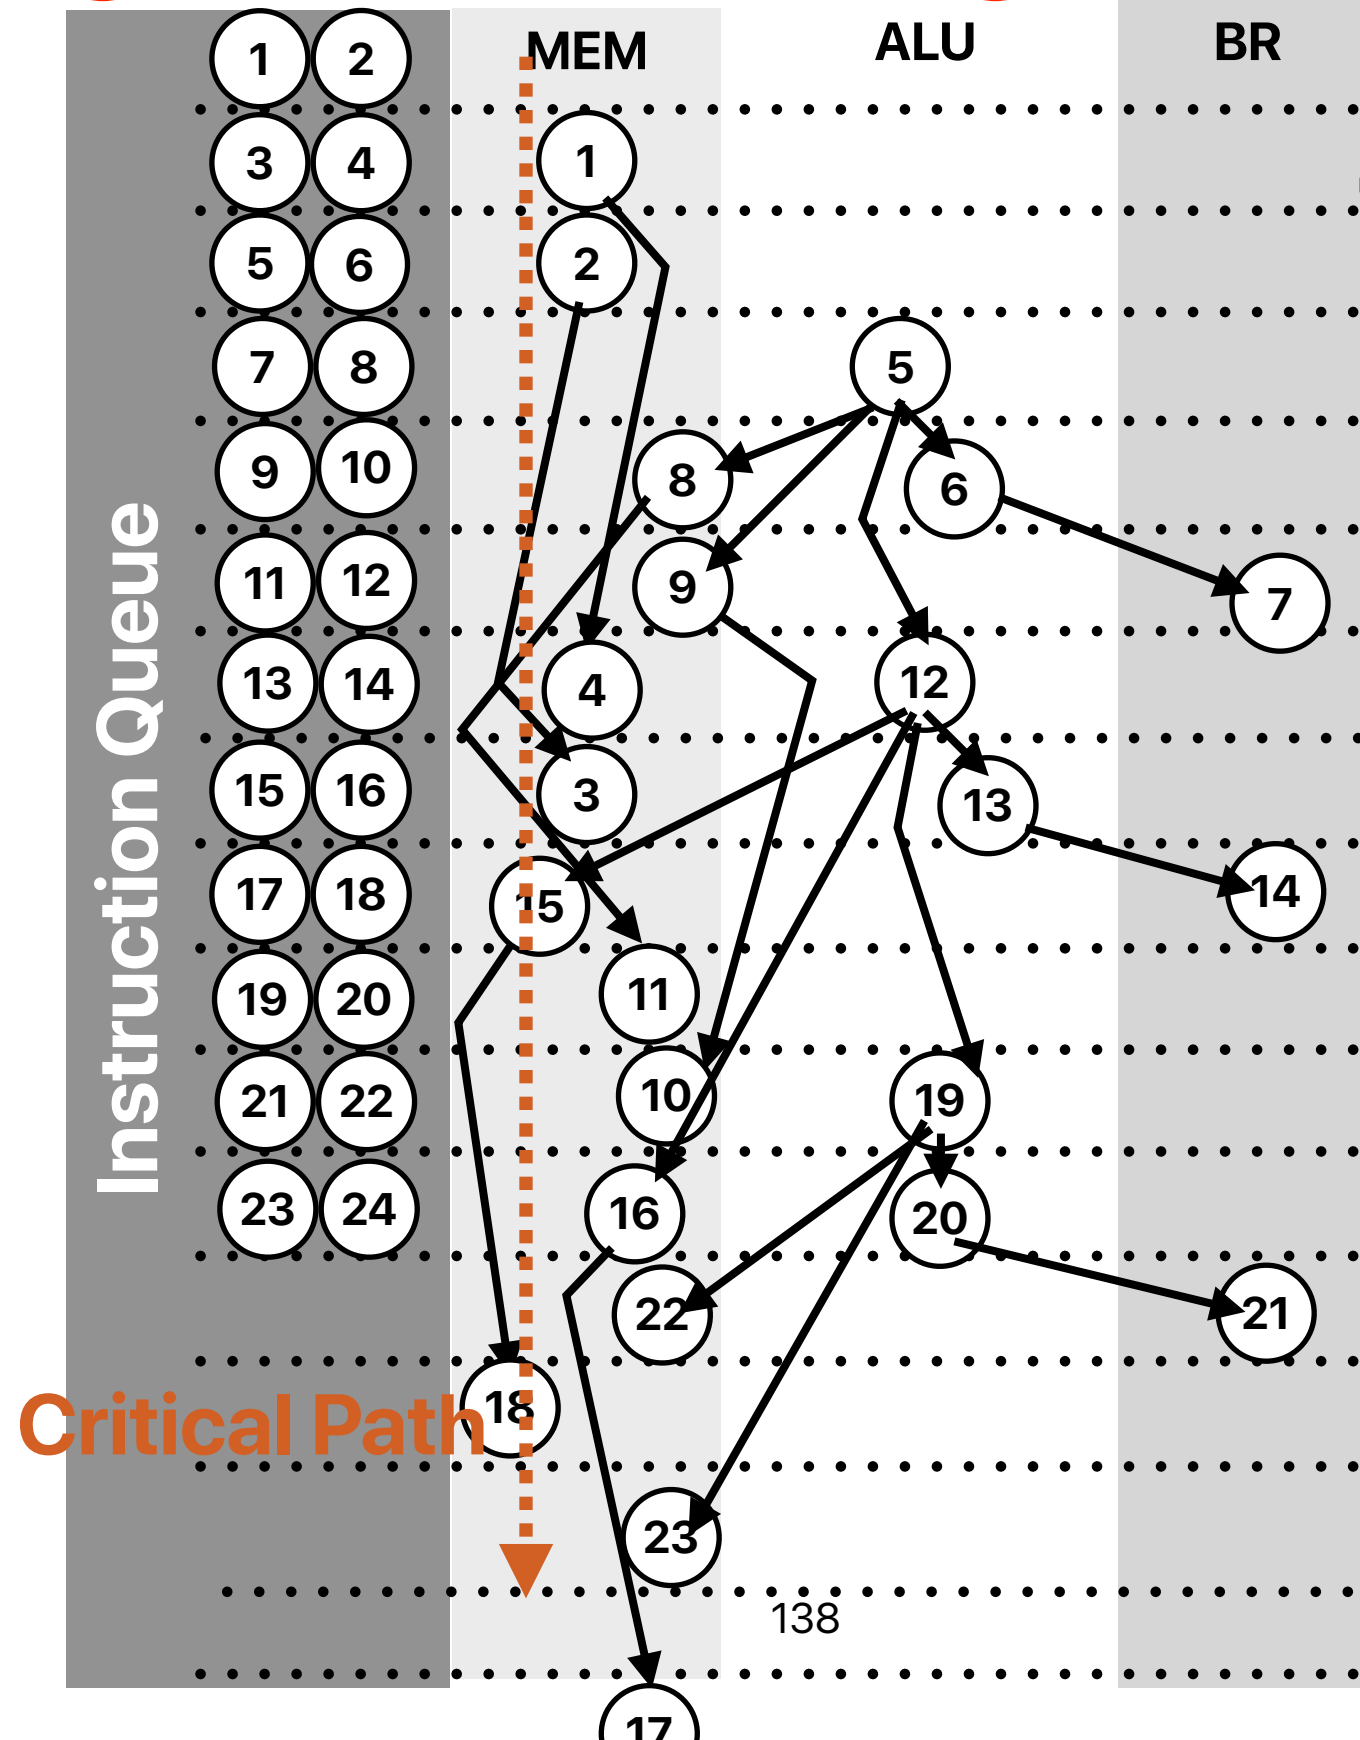 MEM ALU BR
1 2
3 4 1
5 6 2
7 8 5
9 10 8 6
11 12 9 7
13 14 4 12
15 16 3 13
17 18 15 14
19 20 11
21 22 10 19
23 24 16 20
22 21
Instruction Queue
Critical Path 18
23
138
17